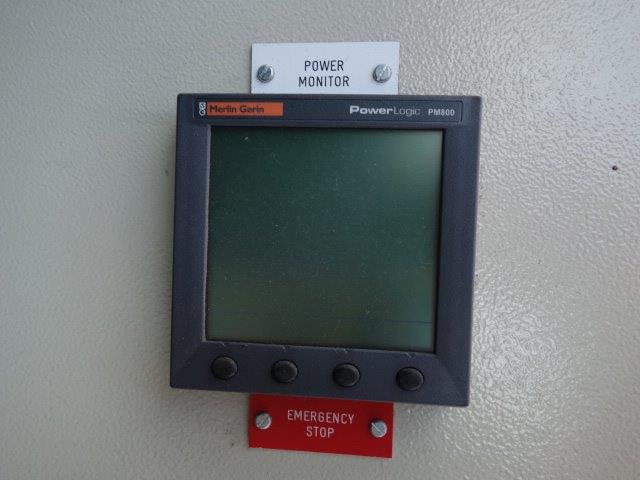 POWER
MONITOR
Merlin Gerin PowerLogic PM800
EMERGENCY
STOP